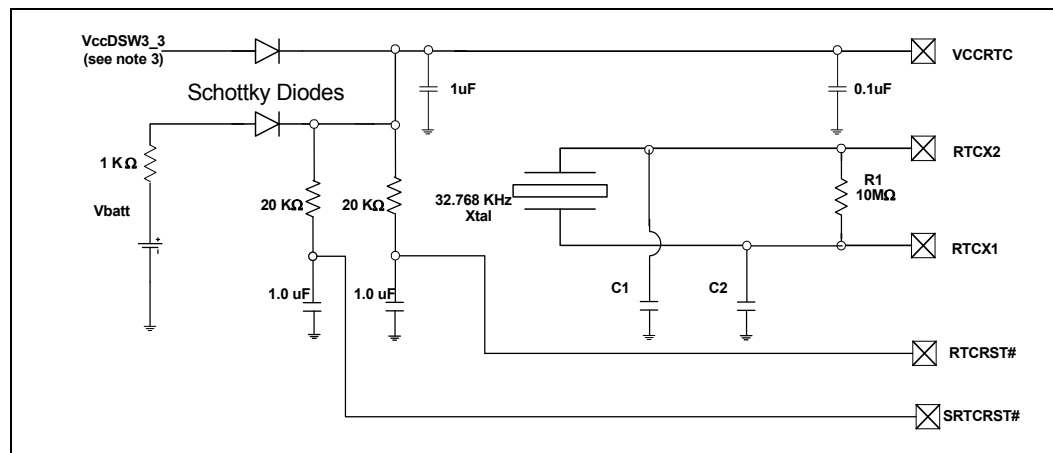 VccDSW3_3
(see note 3)
VCCRTC
Schottky Diodes
1uF
0.1uF
1 KΩ
RTCX2
20 KΩ
20 KΩ
32.768 KHz
Xtal
R1
10MΩ
Vbatt
+
-
RTCX1
1.0 uF
1.0 uF
C1
C2
RTCRST#
SRTCRST#